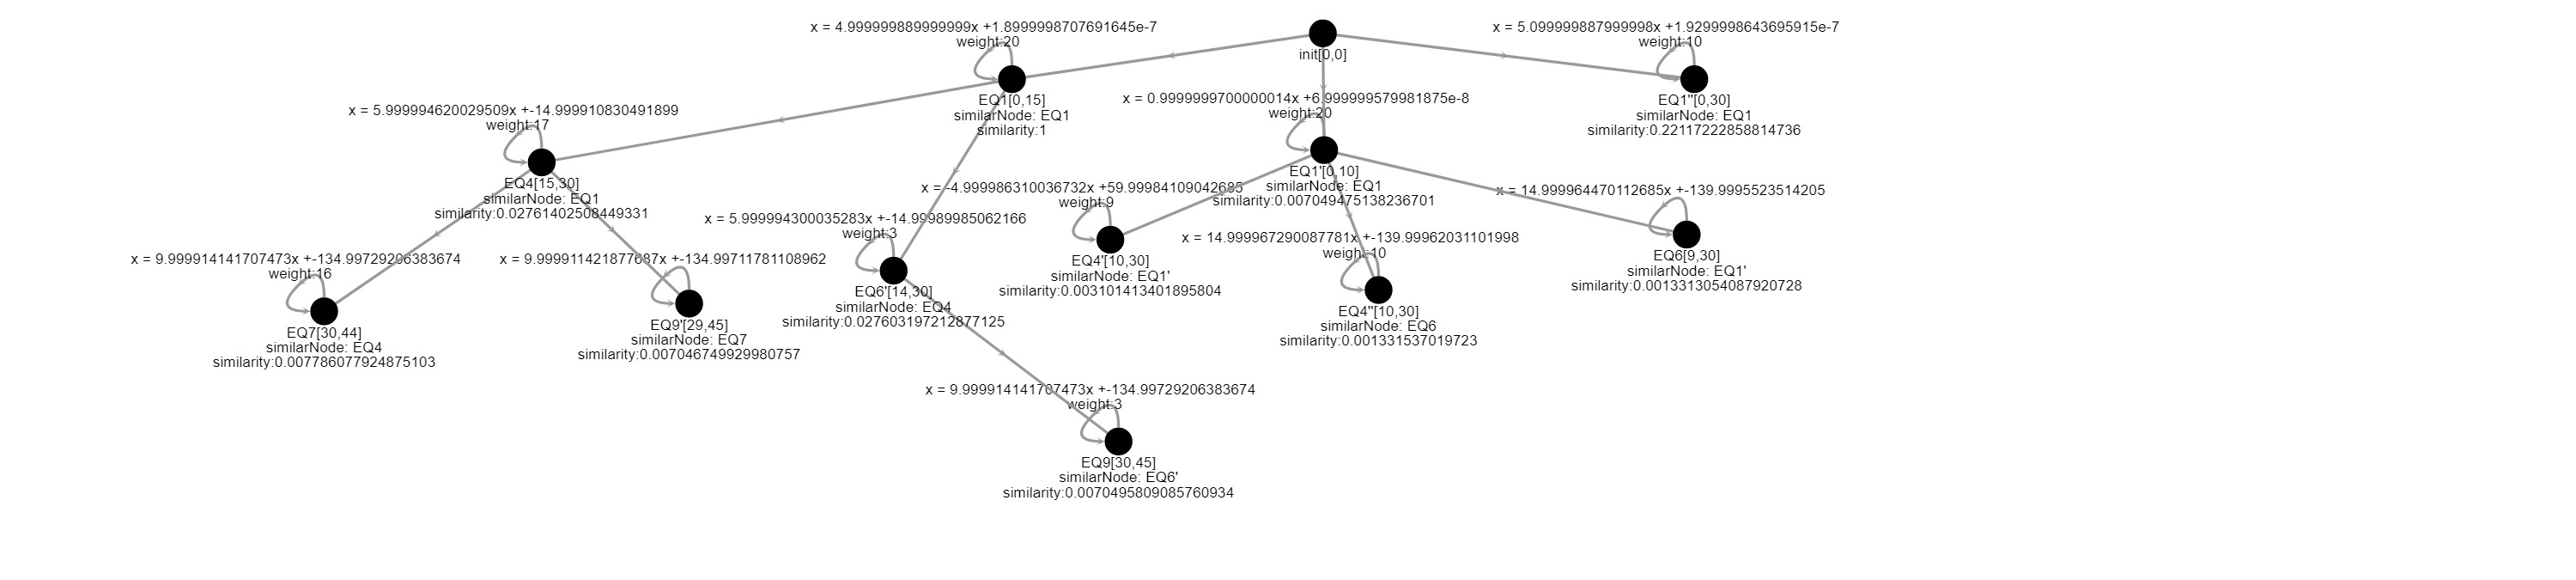 x = 4.999999889999999x +1.8999998707691645e-7
weight:20
EQ1[0,15]
similarNode: EQ1
similarity:1
init[0,0]
x = 5.099999887999998x +1.9299998643695915e-7
weight:10
EQ1''[0,30]
similarNode: EQ1
similarity:0.22117222858814736
x = 5.999994620029509x +-14.999910830491899
weight:17
EQ4[15,30]
similarNode: EQ1
similarity:0.02761402508449331
x = 0.9999999700000014x +6.999999579981875e-8
weight:20
EQ1'[0,10]
similarNode: EQ1
similarity:0.007049475138236701
x = -4.999986310036732x +59.99984109042685
weight:9
EQ4'[10,30]
similarNode: EQ1'
similarity:0.003101413401895804
x = 14.999964470112685x +-139.9995523514205
EQ6[9,30]
similarNode: EQ1'
similarity:0.0013313054087920728
x = 5.999994300035283x +-14.99989985062166
weight:3
EQ6'[14,30]
similarNode: EQ4
similarity:0.027603197212877125
x = 14.999967290087781x +-139.99962031101998
weight:10
EQ4''[10,30]
similarNode: EQ6
similarity:0.001331537019723
x = 9.999914141707473x +-134.99729206383674
weight:16
EQ7[30,44]
similarNode: EQ4
similarity:0.007786077924875103
x = 9.999911421877687x +-134.99711781108962
EQ9'[29,45]
similarNode: EQ7
similarity:0.007046749929980757
x = 9.999914141707473x +-134.99729206383674
weight:3
EQ9[30,45]
similarNode: EQ6'
similarity:0.0070495809085760934